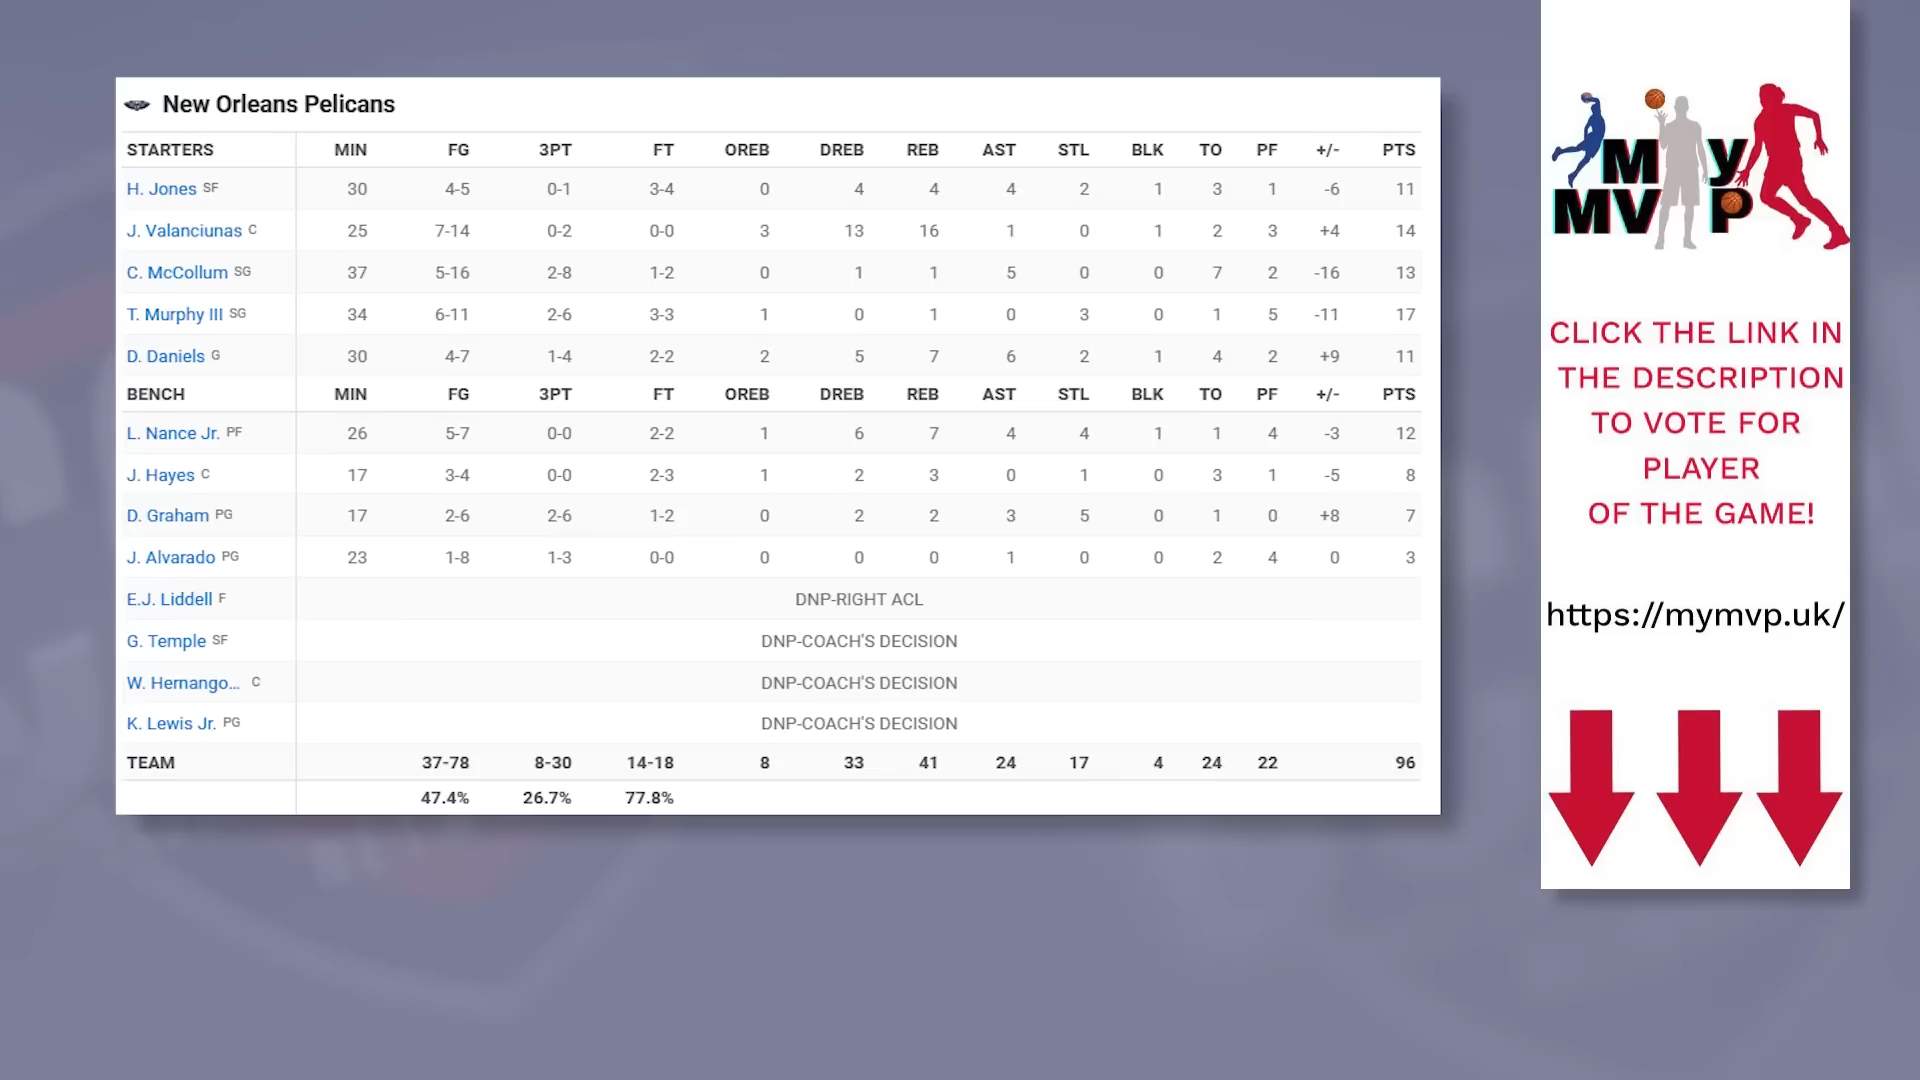 New Orleans Pelicans
STARTERS MIN FG 3PT FT OREB DREB REB AST STL BLK TO PF +/- PTS
H. Jones SF 30 4-5 0-1 3-4 0 4 4 4 2 1 3 1 -6 11
J. Valanciunas C 25 7-14 0-2 0-0 3 13 16 1 0 1 2 3 +4 14
C. McCollum SG 37 5-16 2-8 1-2 0 1 1 5 0 0 7 2 -16 13
T. Murphy III SG 34 6-11 2-6 3-3 1 0 1 0 3 0 1 5 -11 17
D. Daniels G 30 4-7 1-4 2-2 2 5 7 6 2 1 4 2 +9 11
BENCH MIN FG 3PT FT OREB DREB REB AST STL BLK TO PF +/- PTS
L. Nance Jr. PF 26 5-7 0-0 2-2 1 6 7 4 4 1 1 4 -3 12
J. Hayes C 17 3-4 0-0 2-3 1 2 3 0 1 0 3 1 -5 8
D. Graham PG 17 2-6 2-6 1-2 0 2 2 3 5 0 1 0 +8 7
J. Alvarado PG 23 1-8 1-3 0-0 0 0 0 1 0 0 2 4 0 3
E.J. Liddell F DNP-RIGHT ACL
G. Temple SF DNP-COACH'S DECISION
W. Hernango... C DNP-COACH'S DECISION
K. Lewis Jr. PG DNP-COACH'S DECISION
TEAM 37-78 8-30 14-18 8 33 41 24 17 4 24 22 96
47.4% 26.7% 77.8%
My
MVP
CLICK THE LINK IN
THE DESCRIPTION
TO VOTE FOR
PLAYER
OF THE GAME!
https://mymvp.uk/